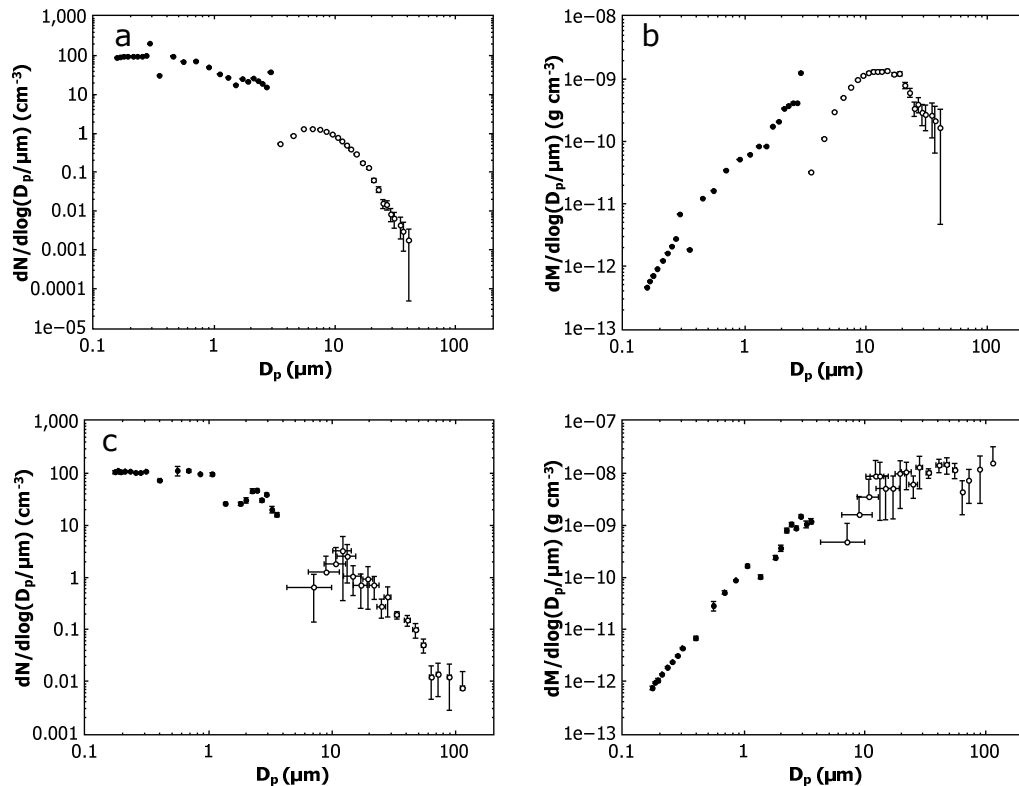 a
1,000
100
10
1
0.1
0.01
0.001
0.0001
1e-05
dN/dlog(Dp/µm) (cm-3)
0.1 1 10 100
Dp (µm)
b
1e-08
1e-09
1e-10
1e-11
1e-12
1e-13
dM/dlog(Dp/µm) (g cm-3)
0.1 1 10 100
Dp (µm)
c
1,000
100
10
1
0.1
0.01
0.001
dN/dlog(Dp/µm) (cm-3)
0.1 1 10 100
Dp (µm)
1e-07
1e-08
1e-09
1e-10
1e-11
1e-12
1e-13
dM/dlog(Dp/µm) (g cm-3)
0.1 1 10 100
Dp (µm)